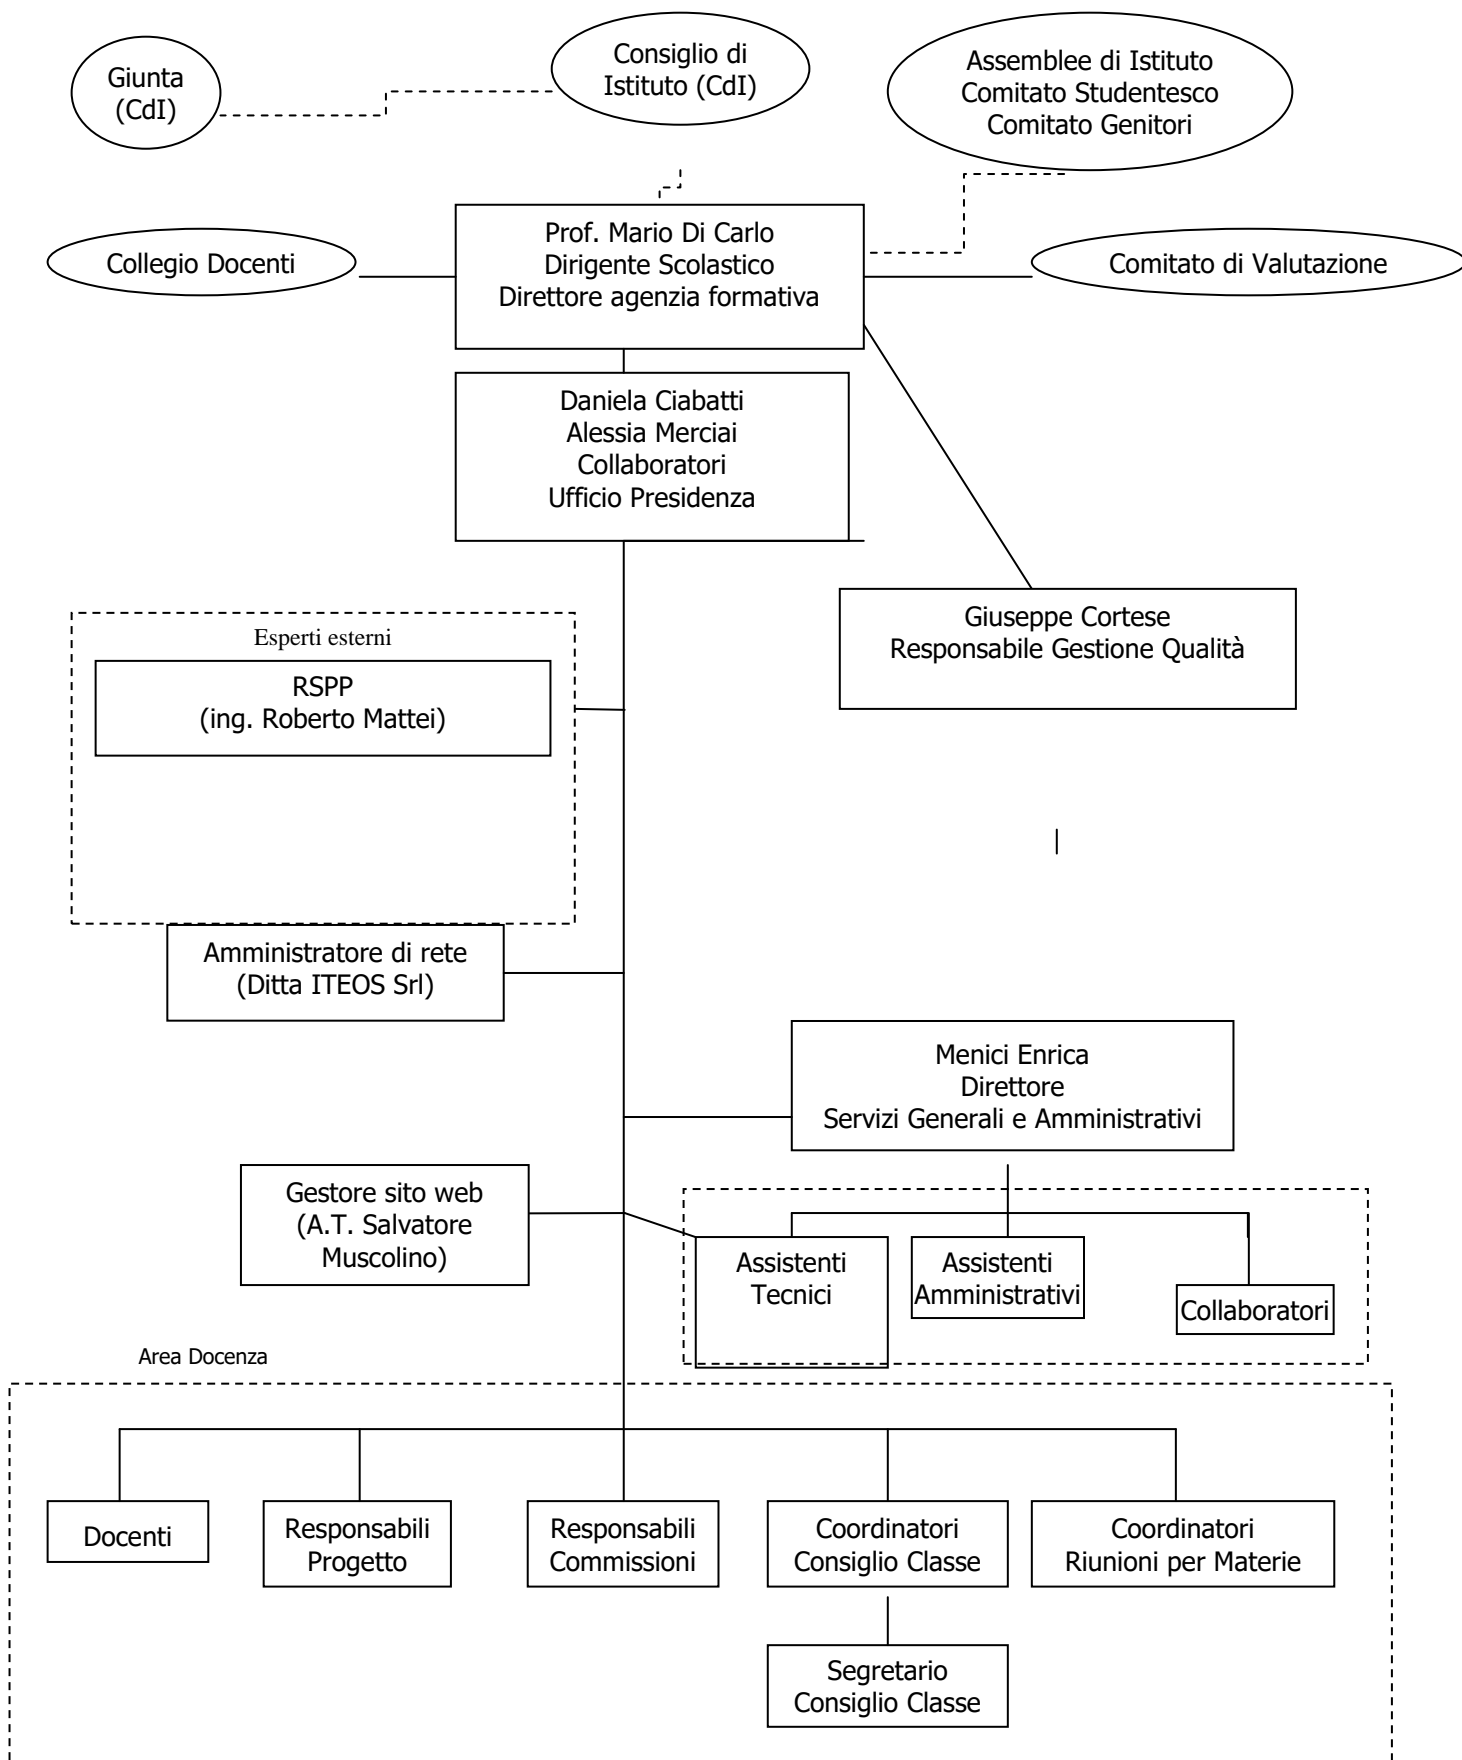 Giunta
(CdI)
Consiglio di
Istituto (CdI)
Assemblee di Istituto
Comitato Studentesco
Comitato Genitori
Collegio Docenti
Prof. Mario Di Carlo
Dirigente Scolastico
Direttore agenzia formativa
Comitato di Valutazione
Daniela Ciabatti
Alessia Merciai
Collaboratori
Ufficio Presidenza
Giuseppe Cortese
Responsabile Gestione Qualità
Esperti esterni
RSPP
(ing. Roberto Mattei)
Amministratore di rete
(Ditta ITEOS Srl)
Menici Enrica
Direttore
Servizi Generali e Amministrativi
Gestore sito web
(A.T. Salvatore
Muscolino)
Assistenti
Tecnici
Assistenti
Amministrativi
Collaboratori
Area Docenza
Docenti
Responsabili
Progetto
Responsabili
Commissioni
Coordinatori
Consiglio Classe
Coordinatori
Riunioni per Materie
Segretario
Consiglio Classe